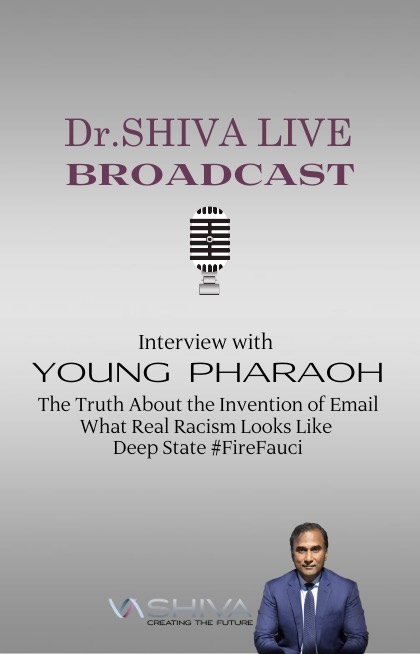 Dr.SHIVA LIVE
BROADCAST
Interview with
YOUNG PHARAOH
The Truth About the Invention of Email
What Real Racism Looks Like
Deep State #FireFauci
VASHIVA
CREATING THE FUTURE